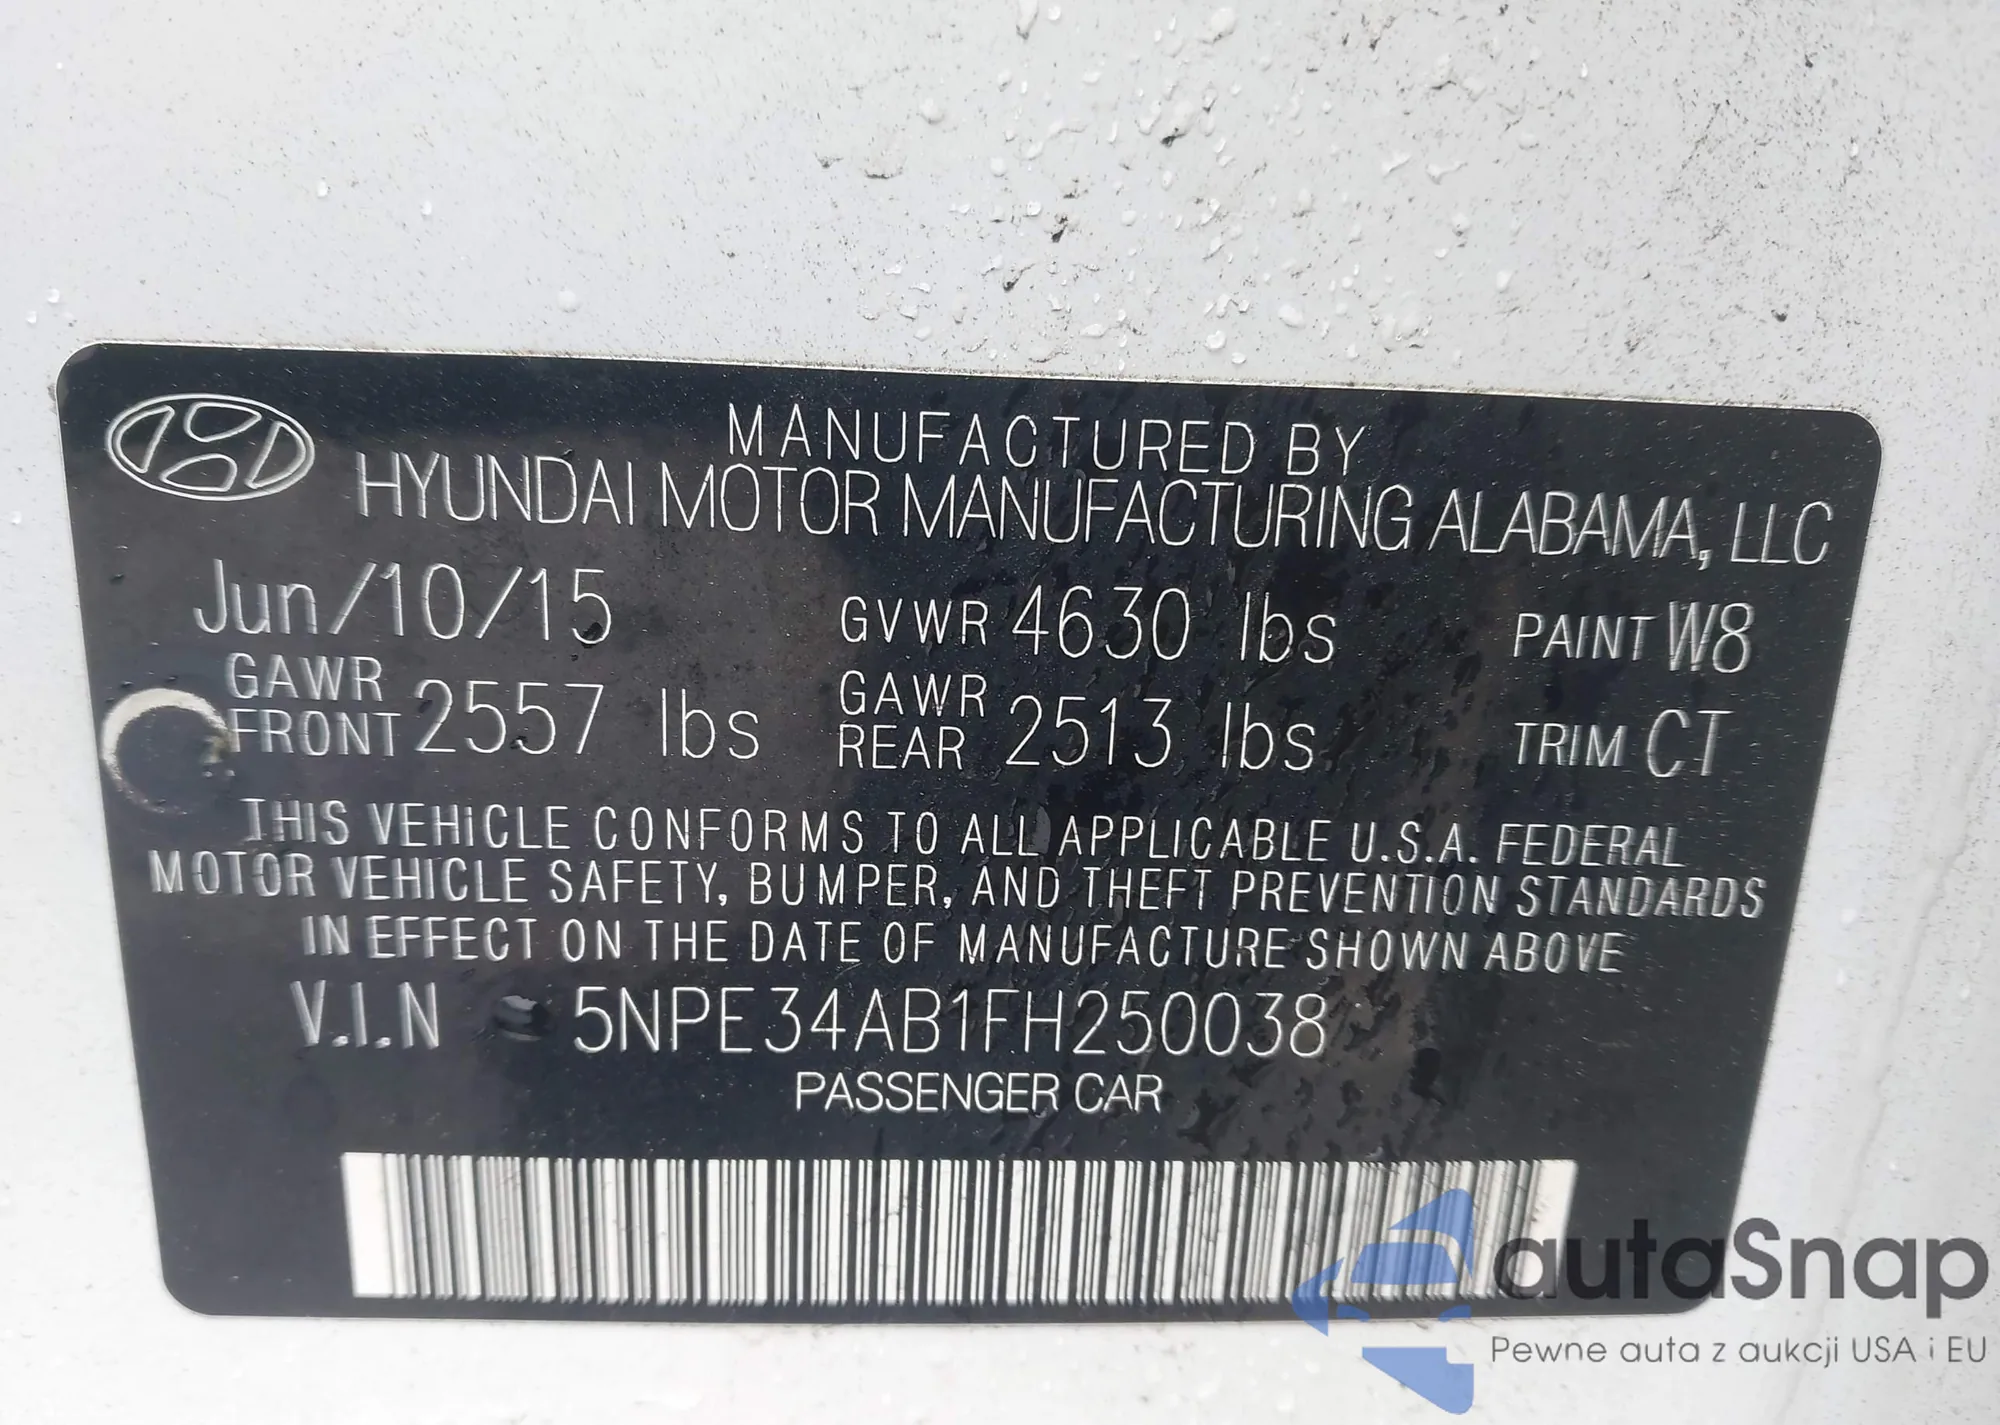 MANUFACTURED BY
HYUNDAI MOTOR MANUFACTURING ALABAMA, LLC
Jun/10/15 GVWR 4630 lbs PAINT W8
GAWR FRONT 2557 lbs GAWR REAR 2513 lbs TRIM CT
THIS VEHICLE CONFORMS TO ALL APPLICABLE U.S.A. FEDERAL
MOTOR VEHICLE SAFETY, BUMPER, AND THEFT PREVENTION STANDARDS
IN EFFECT ON THE DATE OF MANUFACTURE SHOWN ABOVE
V.I.N 5NPE34AB1FH250038
PASSENGER CAR
autaSnap
Pewne auta z aukcji USA i EU